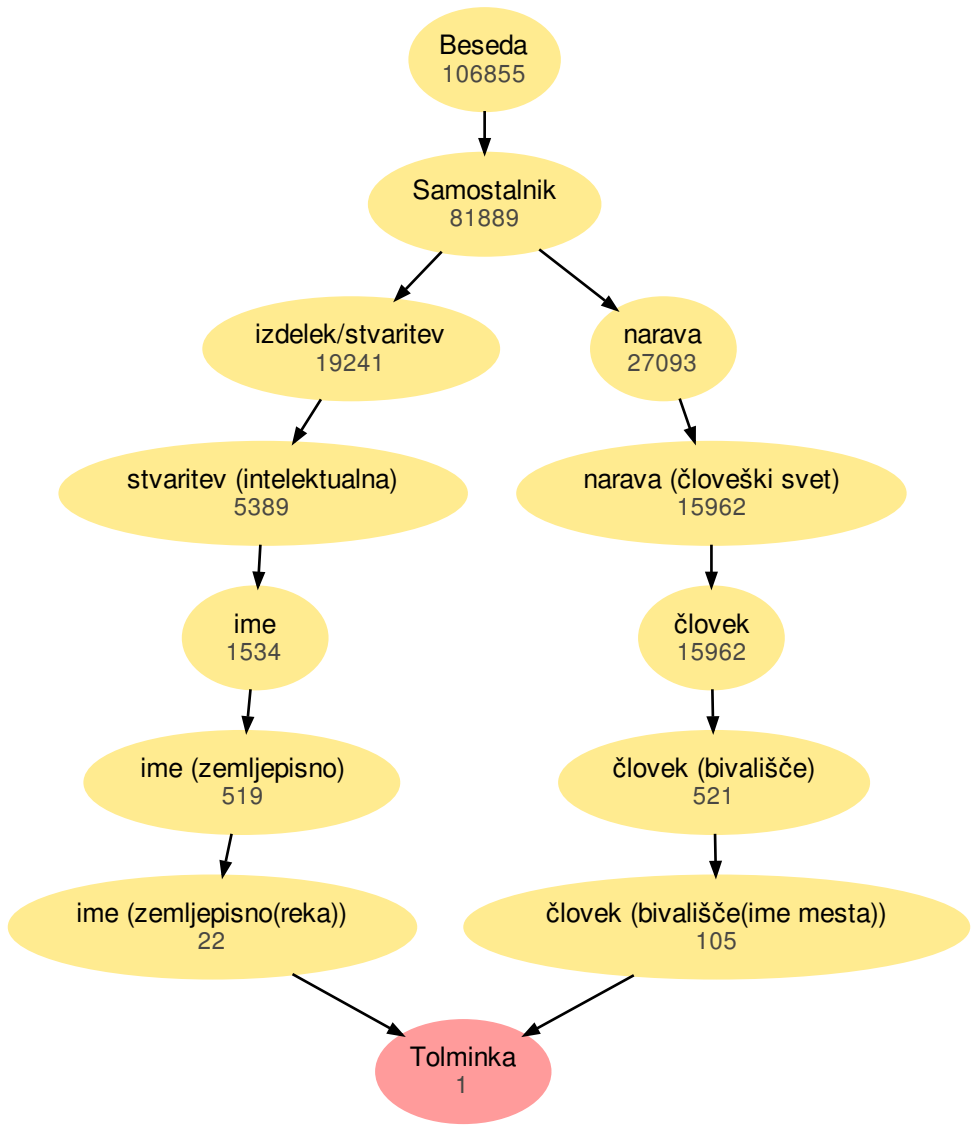 Beseda
106855
Samostalnik
81889
izdelek/stvaritev
19241
narava
27093
stvaritev (intelektualna)
5389
narava (človeški svet)
15962
ime
1534
človek
15962
ime (zemljepisno)
519
človek (bivališče)
521
ime (zemljepisno(reka))
22
človek (bivališče(ime mesta))
105
Tolminka
1